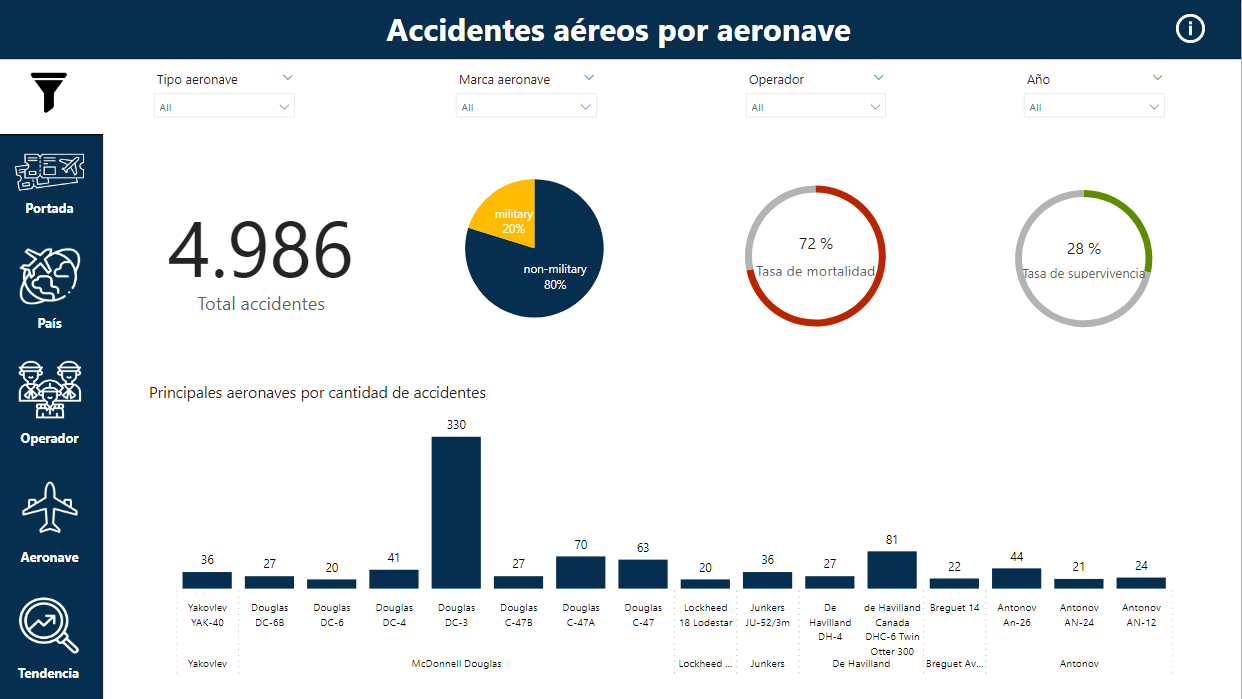 Accidentes aéreos por aeronave
Tipo aeronave
All
Marca aeronave
All
Operador
All
Año
All
Portada
País
Operador
Aeronave
Tendencia
4.986
Total accidentes
military
20%
non-military
80%
72 %
Tasa de mortalidad
28 %
Tasa de supervivencia
Principales aeronaves por cantidad de accidentes
36
27
20
41
330
27
70
63
20
36
27
81
22
44
21
24
Yakovlev
YAK-40
Douglas
DC-6B
Douglas
DC-6
Douglas
DC-4
Douglas
DC-3
Douglas
C-47B
Douglas
C-47A
Douglas
C-47
Lockheed
18 Lodestar
Junkers
JU-52/3m
De
Havilland
DH-4
de Havilland
Canada
DHC-6 Twin
Otter 300
Breguet 14
Antonov
An-26
Antonov
AN-24
Antonov
AN-12
Yakovlev
McDonnell Douglas
Lockheed ...
Junkers
De Havilland
Breguet Av...
Antonov